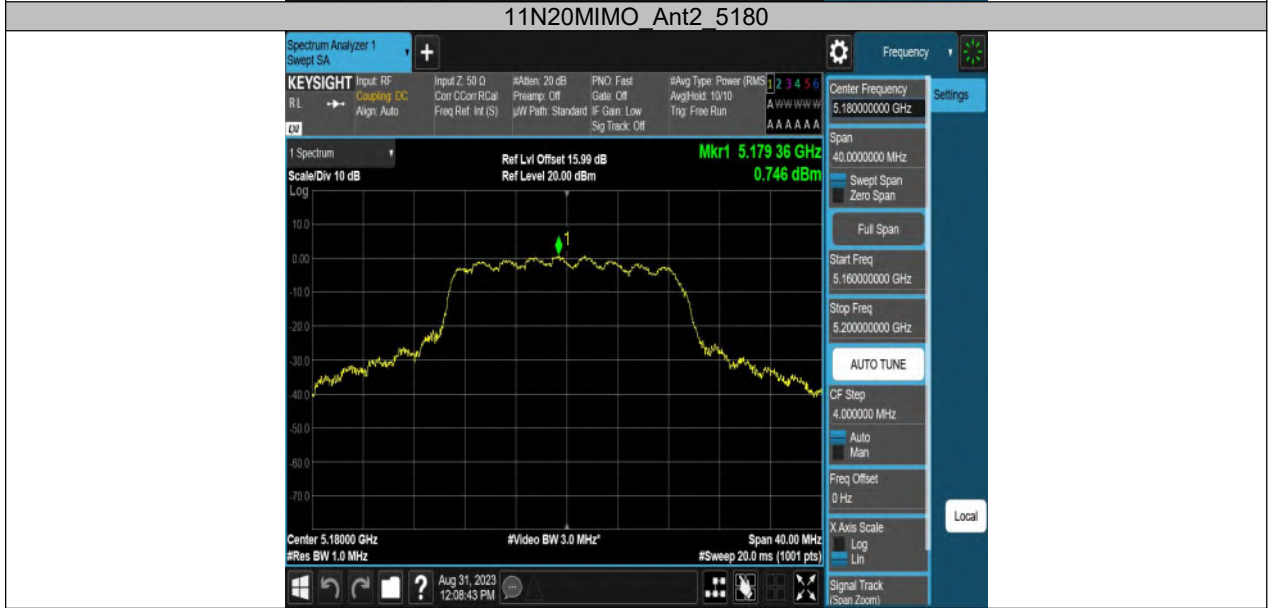 11N20MIMO_Ant2_5180
Spectrum Analyzer 1
Swept SA
+
Frequency
KEYSIGHT
RL
LXI
Input: RF
Coupling: DC
Align: Auto
Input Z: 50 Ω
Corr CCorr RCal
Freq Ref: Int (S)
#Atten: 20 dB
Preamp: Off
µW Path: Standard
PNO: Fast
Gate: Off
IF Gain: Low
Sig Track: Off
#Avg Type: Power (RMS
Avg|Hold: 10/10
Trig: Free Run
1 2 3 4 5 6
A W W W W W
A A A A A A
1 Spectrum
Scale/Div 10 dB
Ref Lvl Offset 15.99 dB
Ref Level 20.00 dBm
Mkr1 5.179 36 GHz
0.746 dBm
Log
10.0
0.00
-10.0
-20.0
-30.0
-40.0
-50.0
-60.0
-70.0
1
Center 5.18000 GHz
#Res BW 1.0 MHz
#Video BW 3.0 MHz*
Span 40.00 MHz
#Sweep 20.0 ms (1001 pts)
Center Frequency
5.180000000 GHz
Settings
Span
40.0000000 MHz
Swept Span
Zero Span
Full Span
Start Freq
5.160000000 GHz
Stop Freq
5.200000000 GHz
AUTO TUNE
CF Step
4.000000 MHz
Auto
Man
Freq Offset
0 Hz
X Axis Scale
Log
Lin
Local
Signal Track
(Span Zoom)
?
Aug 31, 2023
12:08:43 PM